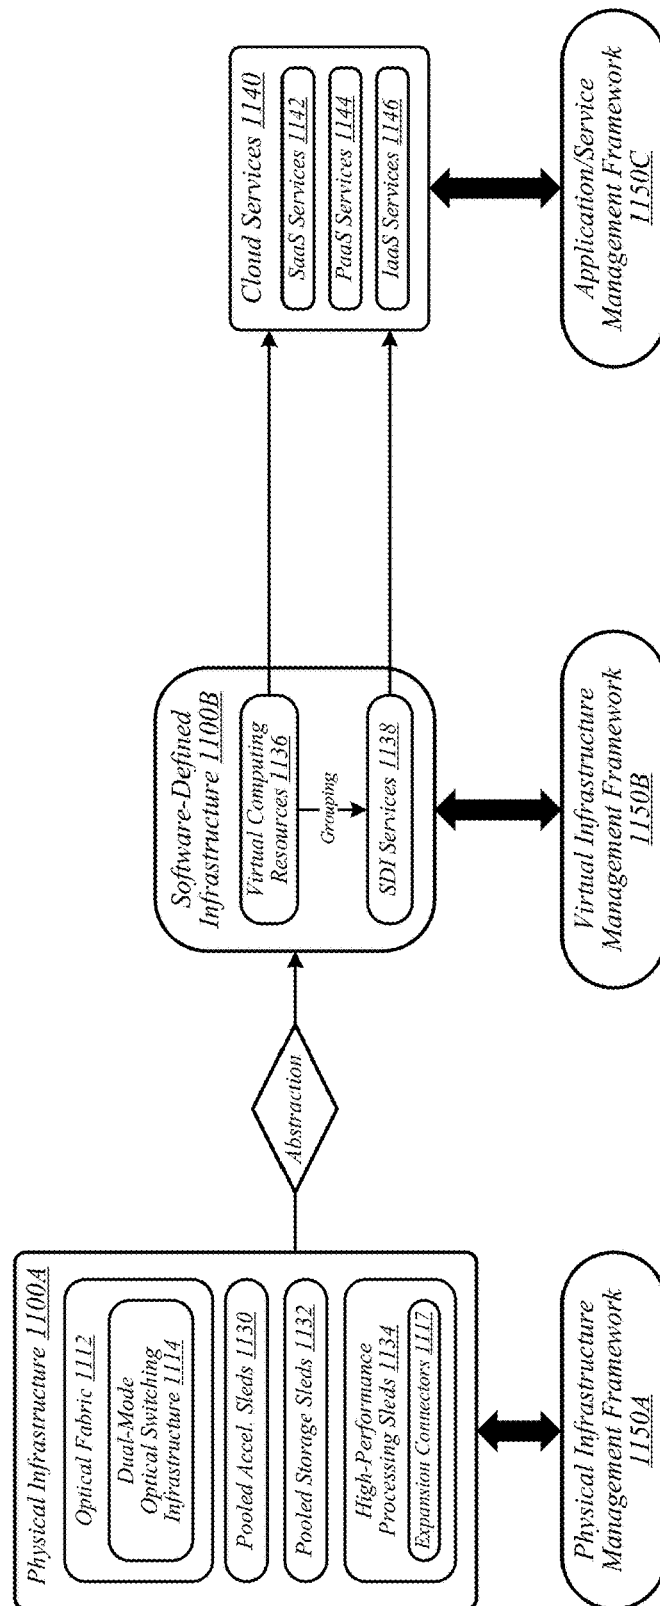 Physical Infrastructure 1100A
Optical Fabric 1112
Dual-Mode
Optical Switching
Infrastructure 1114
Pooled Accel. Sleds 1130
Pooled Storage Sleds 1132
High-Performance
Processing Sleds 1134
Expansion Connectors 1117
Physical Infrastructure
Management Framework
1150A
Abstraction
Software-Defined
Infrastructure 1100B
Virtual Computing
Resources 1136
Grouping
SDI Services 1138
Virtual Infrastructure
Management Framework
1150B
Cloud Services 1140
SaaS Services 1142
PaaS Services 1144
IaaS Services 1146
Application/Service
Management Framework
1150C